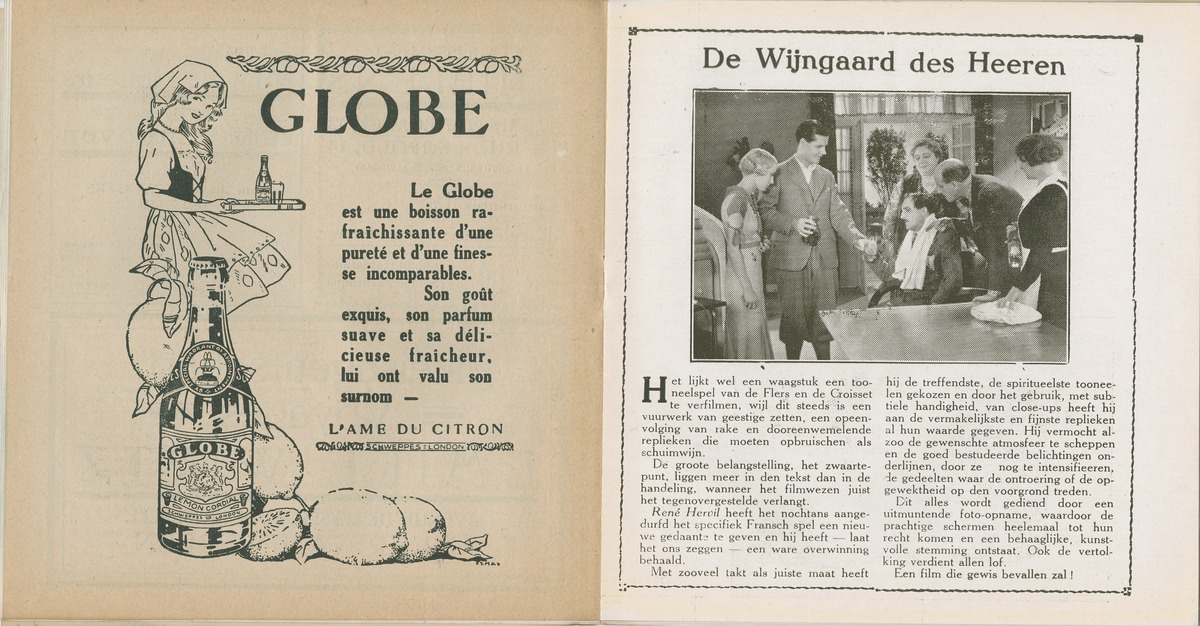 GLOBE
Le Globe
est une boisson ra-
fraîchissante d'une
pureté et d'une fines-
se incomparables.
Son goût
exquis, son parfum
suave et sa déli-
cieuse fraîcheur,
lui ont valu son
surnom —
L'AME DU CITRON
SCHWEPPES=LONDON
GLOBE
LEMON CORDIAL
SCHWEPPES LONDON
De Wijngaard des Heeren
Het lijkt wel een waagstuk een too-
neelspel van de Flers en de Croisset
te verfilmen, wijl dit steeds is een
vuurwerk van geestige zetten, een opeen-
volging van rake en dooreenwemelende
replieken die moeten opbruischen als
schuimwijn.
De groote belangstelling, het zwaarte-
punt, liggen meer in den tekst dan in de
handeling, wanneer het filmwezen juist
het tegenovergestelde verlangt.
René Hervil heeft het nochtans aange-
durfd het specifiek Fransch spel een nieu-
we gedaante te geven en hij heeft — laat
het ons zeggen — een ware overwinning
behaald.
Met zooveel takt als juiste maat heeft
hij de treffendste, de spiritueelste toonee-
len gekozen en door het gebruik, met sub-
tiele handigheid, van close-ups heeft hij
aan de vermakelijkste en fijnste replieken
al hun waarde gegeven. Hij vermocht al-
zoo de gewenschte atmosfeer te scheppen
en de goed bestudeerde belichtingen on-
derlijnen, door ze nog te intensifieeren,
de gedeelten waar de ontroering of de op-
gewektheid op den voorgrond treden.
Dit alles wordt gediend door een
uitmuntende foto-opname, waardoor de
prachtige schermen heelemaal tot hun
recht komen en een behaaglijke, kunst-
volle stemming ontstaat. Ook de vertol-
king verdient allen lof.
Een film die gewis bevallen zal !